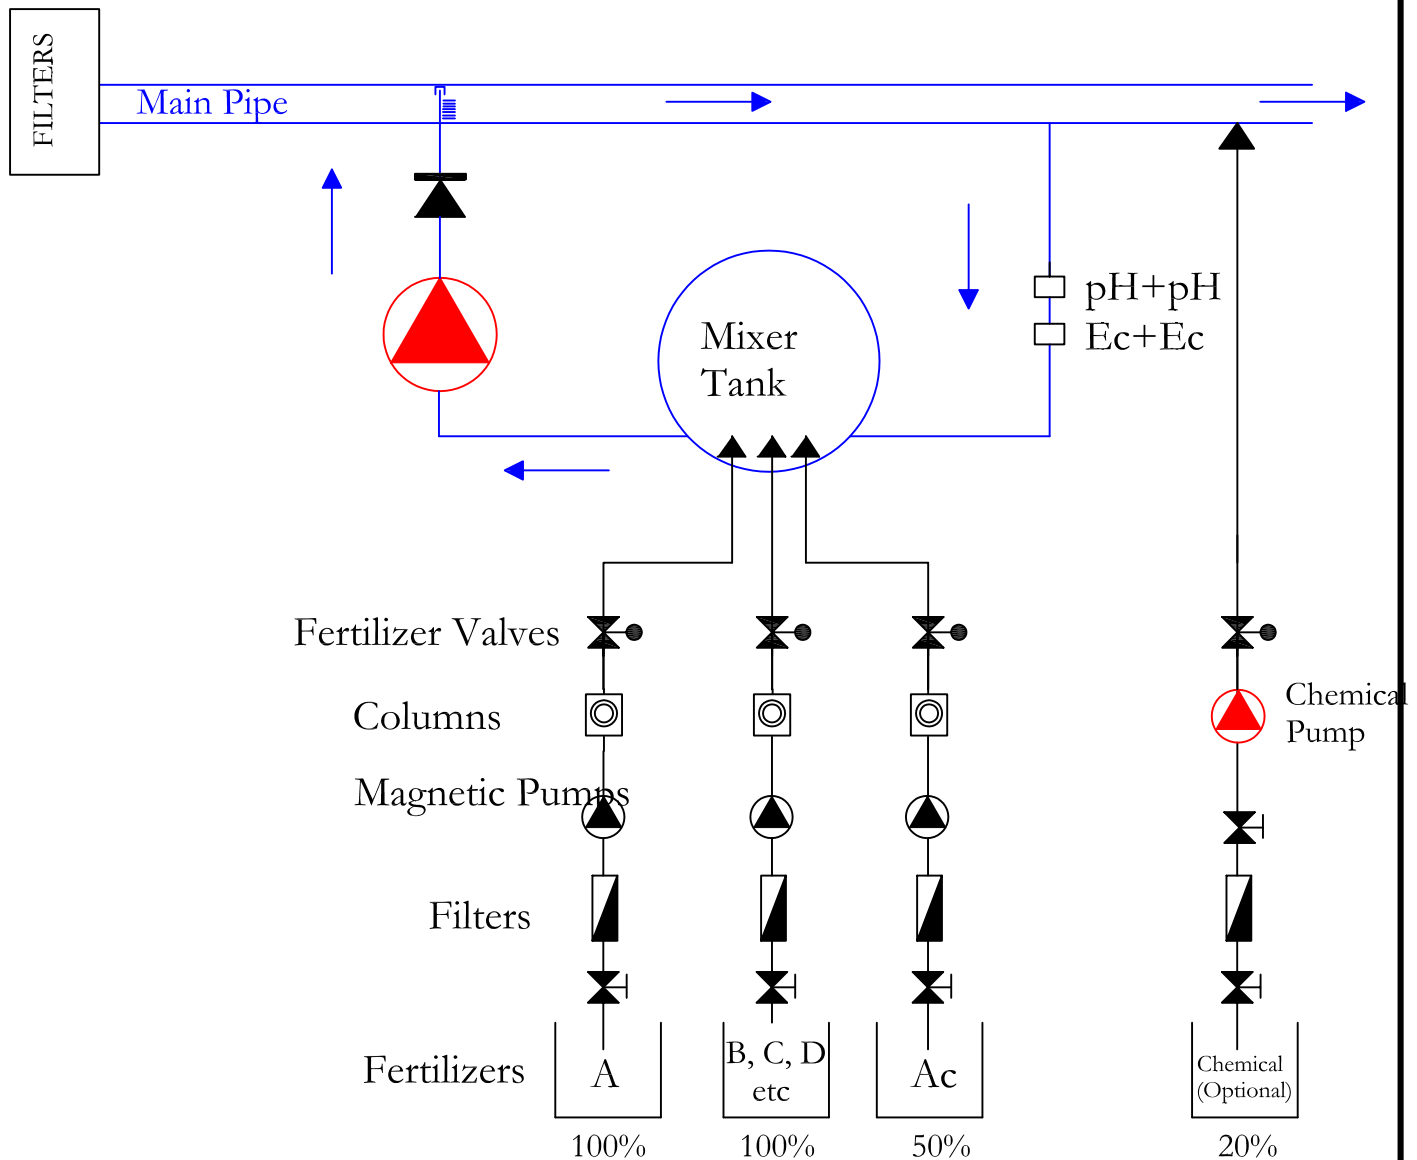 FILTERS
Main Pipe
pH+pH
Ec+Ec
Mixer
Tank
Fertilizer Valves
Columns
Chemical
Pump
Magnetic Pumps
Filters
Fertilizers
A
B, C, D
etc
Ac
Chemical
(Optional)
100%
100%
50%
20%